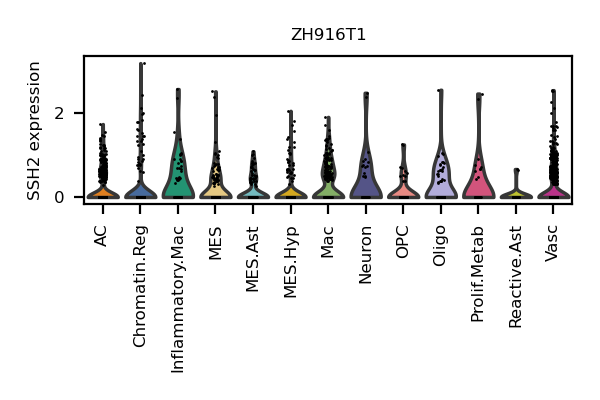 ZH916T1
SSH2 expression
2
0
AC
Chromatin.Reg
Inflammatory.Mac
MES
MES.Ast
MES.Hyp
Mac
Neuron
OPC
Oligo
Prolif.Metab
Reactive.Ast
Vasc